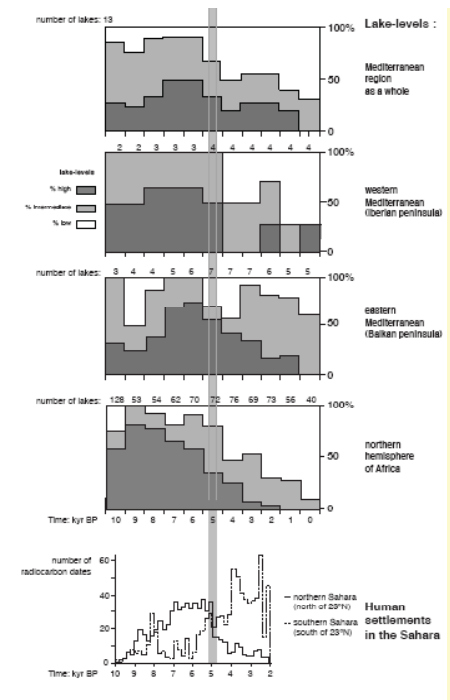 number of lakes: 13
100%
Lake-levels :
50
0
Mediterranean
region
as a whole
2 2 3 3 3 4 4 4 4 4 4
100%
lake-levels
% high
% intermediate
% low
50
0
western
Mediterranean
(Iberian peninsula)
number of lakes: 3 4 4 5 6 7 7 7 6 5 5
100%
50
0
eastern
Mediterranean
(Balkan peninsula)
number of lakes: 128 53 54 62 70 72 76 69 73 56 40
100%
50
0
northern
hemisphere
of Africa
Time: kyr BP 10 9 8 7 6 5 4 3 2 1 0
number of
radiocarbon dates
60
40
20
0
northern Sahara
(north of 23°N)
southern Sahara
(south of 23°N)
Human
settlements
in the Sahara
Time: kyr BP 10 9 8 7 6 5 4 3 2